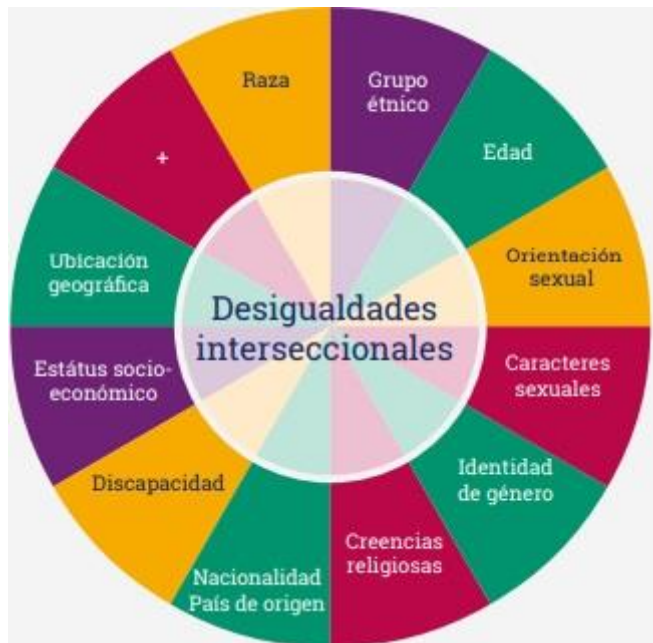 Raza
Grupo
étnico
Edad
Orientación
sexual
Caracteres
sexuales
Identidad
de género
Creencias
religiosas
Nacionalidad
País de origen
Discapacidad
Estátus socio-
económico
Ubicación
geográfica
+
Desigualdades
interseccionales